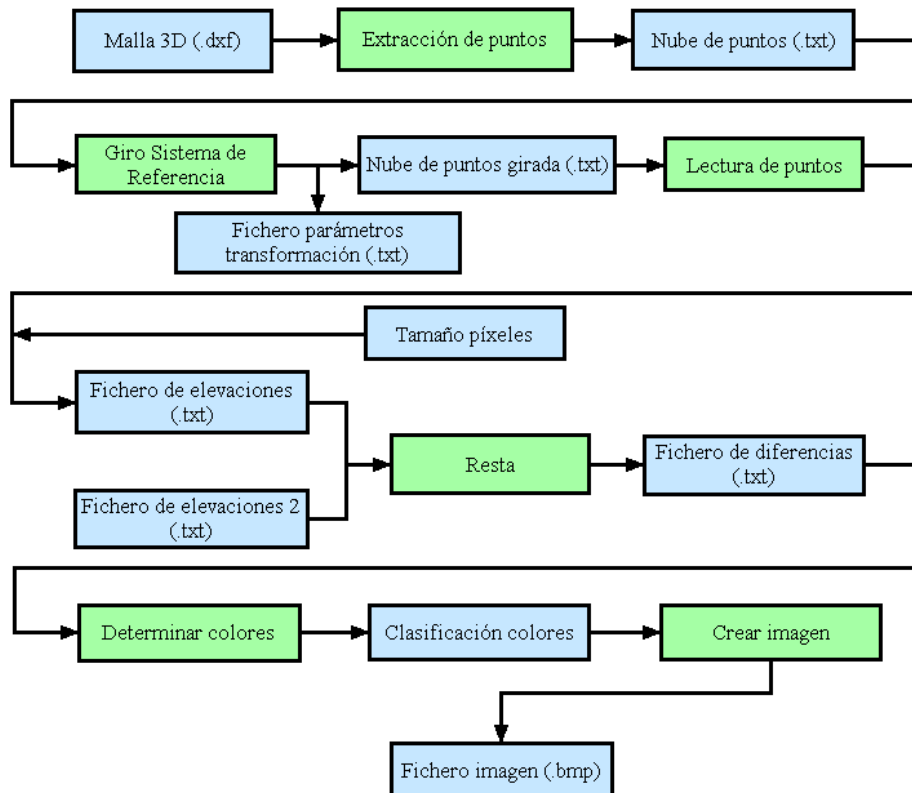 Malla 3D (.dxf)
Extracción de puntos
Nube de puntos (.txt)
Giro Sistema de
Referencia
Nube de puntos girada (.txt)
Lectura de puntos
Fichero parámetros
transformación (.txt)
Tamaño píxeles
Fichero de elevaciones
(.txt)
Resta
Fichero de diferencias
(.txt)
Fichero de elevaciones 2
(.txt)
Determinar colores
Clasificación colores
Crear imagen
Fichero imagen (.bmp)